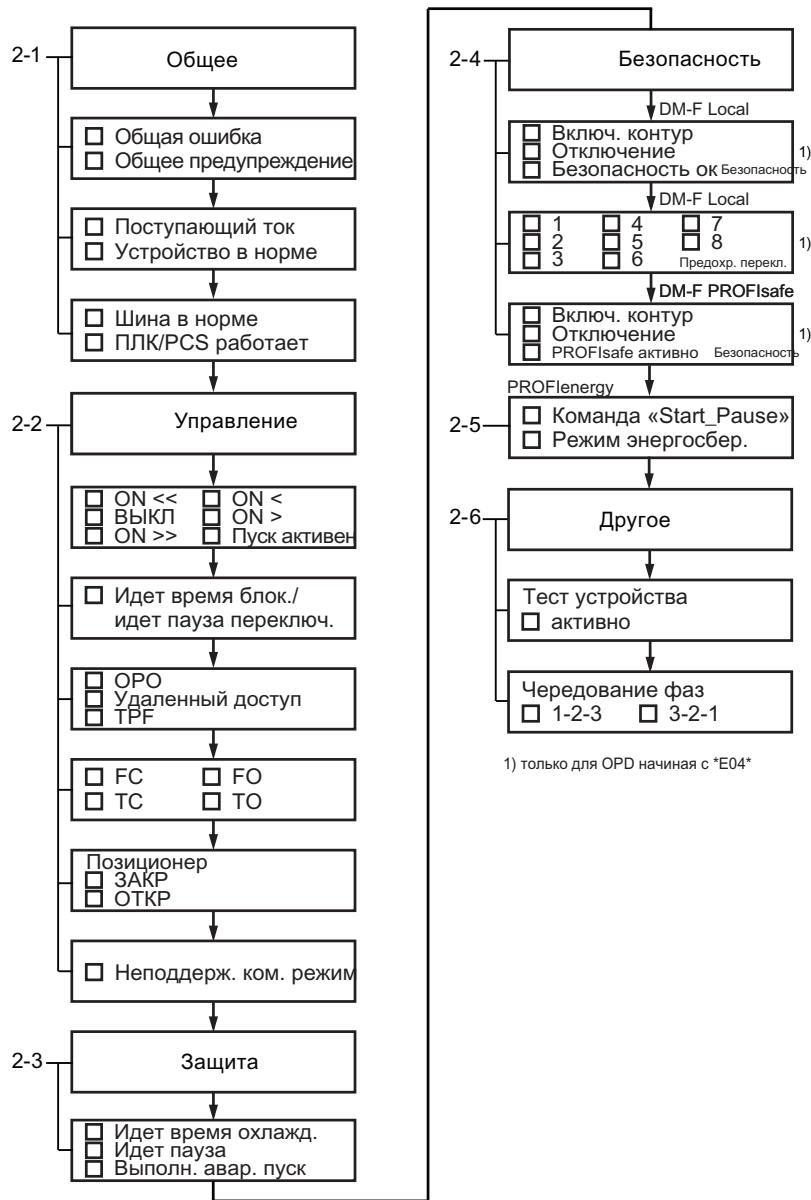 2-1
Общее
Общая ошибка
Общее предупреждение
Поступающий ток
Устройство в норме
Шина в норме
ПЛК/PCS работает
2-2
Управление
ON << ON <
ВЫКЛ ON >
ON >> Пуск активен
Идет время блок./
идет пауза переключ.
OPO
Удаленный доступ
TPF
FC FO
TC TO
Позиционер
ЗАКР
ОТКР
Неподдерж. ком. режим
2-3
Защита
Идет время охлажд.
Идет пауза
Выполн. авар. пуск
2-4
Безопасность
DM-F Local
Включ. контур
Отключение 1)
Безопасность ок Безопасность
DM-F Local
1 4 7
2 5 8 1)
3 6 Предохр. перекл.
DM-F PROFIsafe
Включ. контур
Отключение 1)
PROFIsafe активно Безопасность
PROFIenergy
2-5
Команда «Start_Pause»
Режим энергосбер.
2-6
Другое
Тест устройства
активно
Чередование фаз
1-2-3 3-2-1
1) только для OPD начиная с *E04*